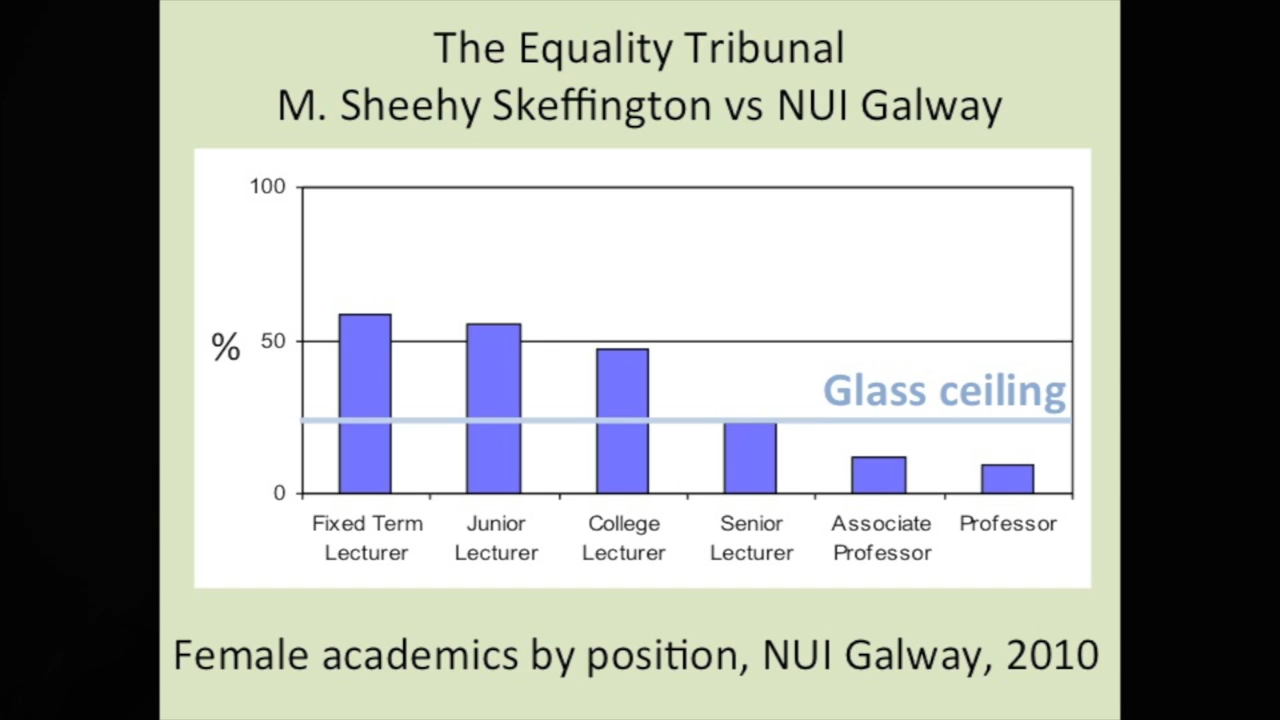 The Equality Tribunal
M. Sheehy Skeffington vs NUI Galway
100
% 50
Glass ceiling
0
Fixed Term Junior College Senior Associate Professor
Lecturer Lecturer Lecturer Lecturer Professor
Female academics by position, NUI Galway, 2010